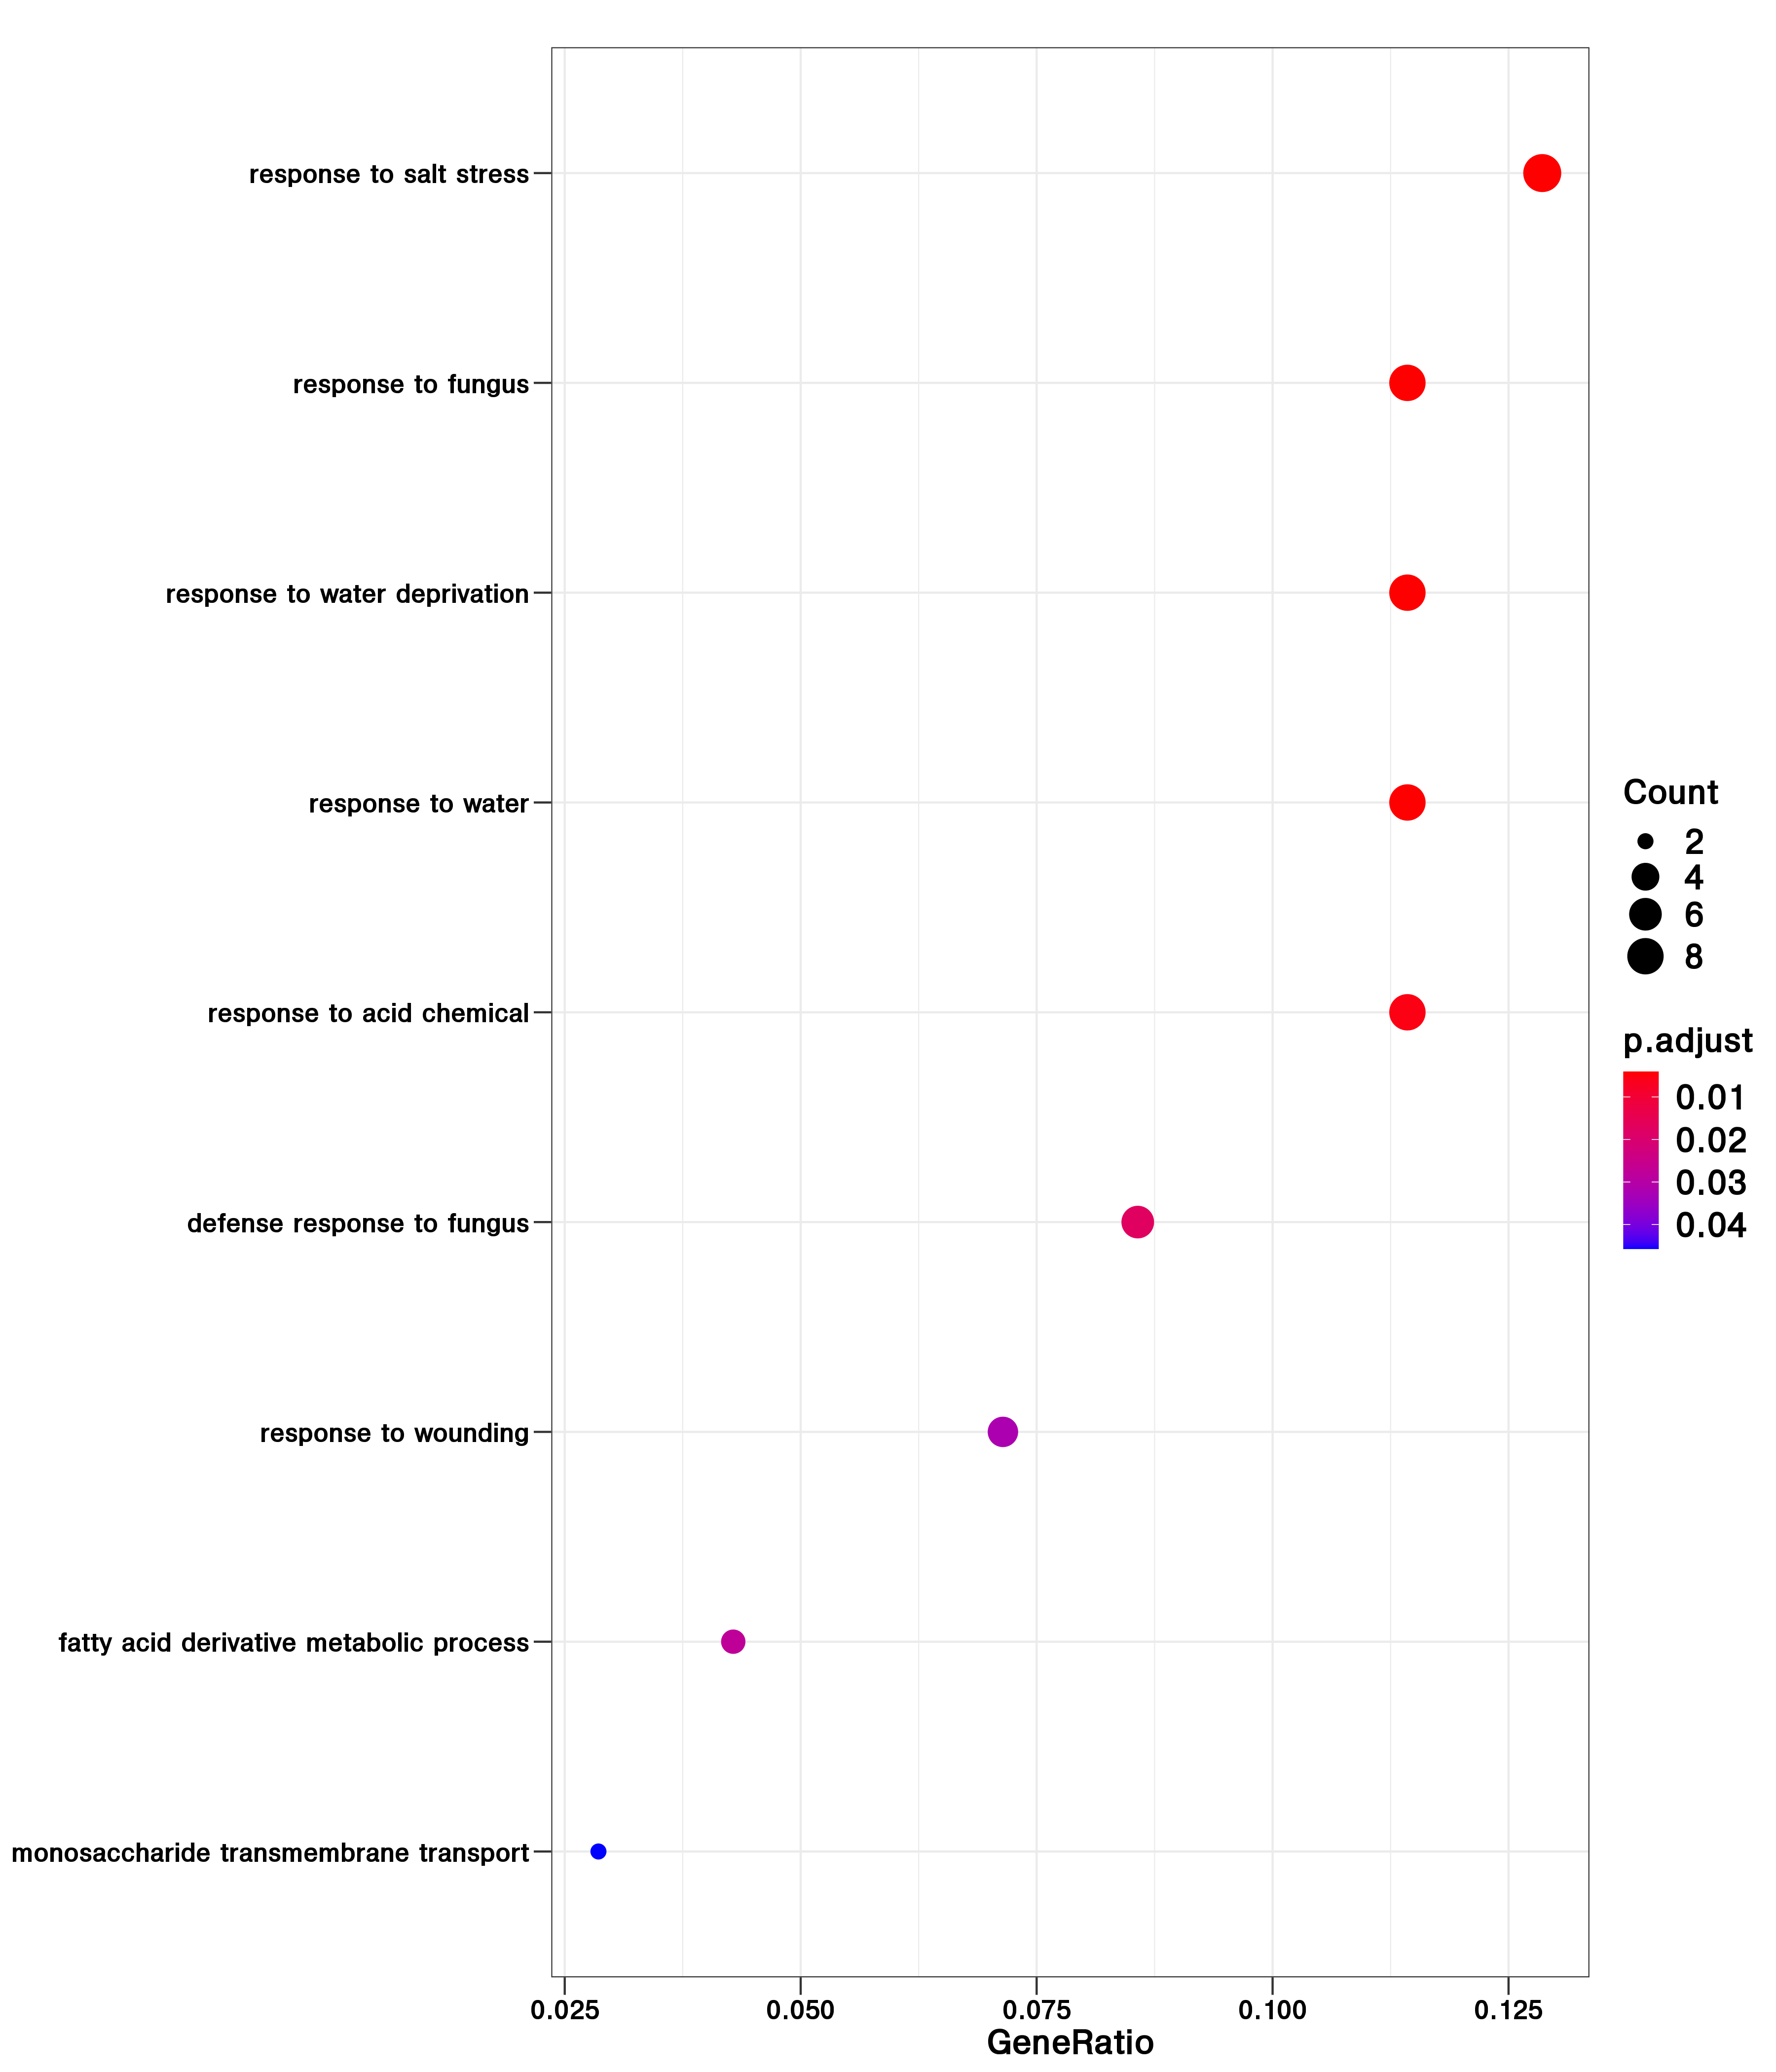 response to salt stress
response to fungus
response to water deprivation
response to water
response to acid chemical
defense response to fungus
response to wounding
fatty acid derivative metabolic process
monosaccharide transmembrane transport
0.025 0.050 0.075 0.100 0.125
GeneRatio
Count
2
4
6
8
p.adjust
0.01
0.02
0.03
0.04